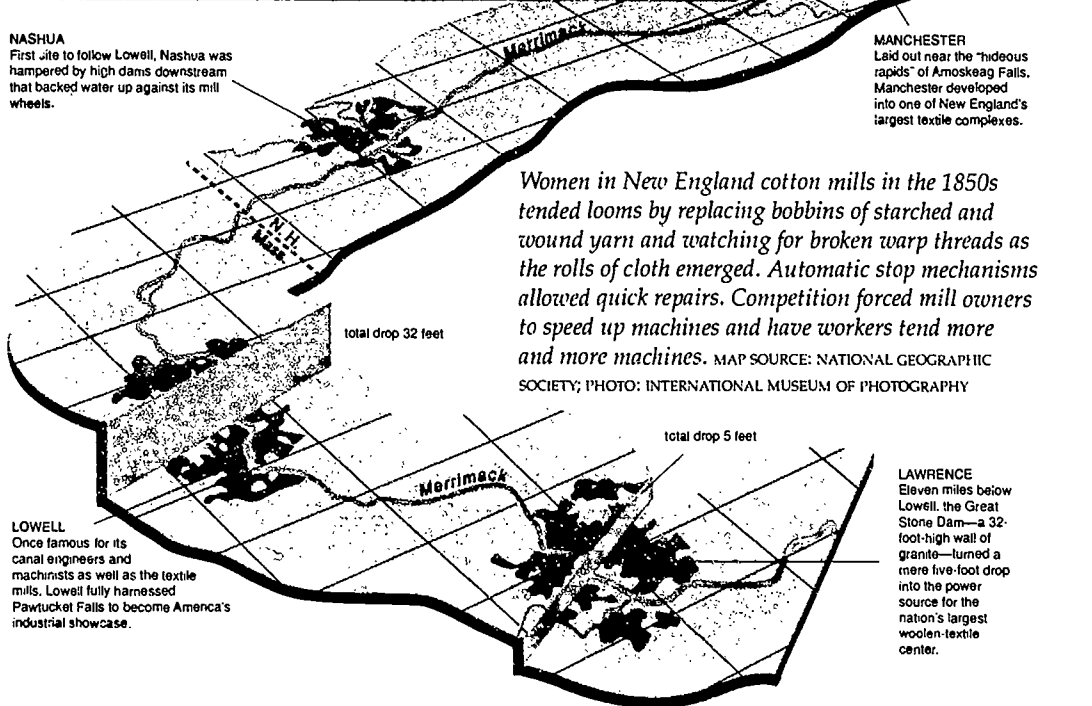 NASHUA
First site to follow Lowell, Nashua was
hampered by high dams downstream
that backed water up against its mill
wheels.
Merrimack
MANCHESTER
Laid out near the "hideous
rapids" of Amoskeag Falls,
Manchester developed
into one of New England's
largest textile complexes.
N.H.
Mass.
Women in New England cotton mills in the 1850s
tended looms by replacing bobbins of starched and
wound yarn and watching for broken warp threads as
the rolls of cloth emerged. Automatic stop mechanisms
allowed quick repairs. Competition forced mill owners
to speed up machines and have workers tend more
and more machines. MAP SOURCE: NATIONAL GEOGRAPHIC
SOCIETY; PHOTO: INTERNATIONAL MUSEUM OF PHOTOGRAPHY
total drop 32 feet
total drop 5 feet
Merrimack
LOWELL
Once famous for its
canal engineers and
machinists as well as the textile
mills, Lowell fully harnessed
Pawtucket Falls to become America's
industrial showcase.
LAWRENCE
Eleven miles below
Lowell, the Great
Stone Dam—a 32-
foot-high wall of
granite—turned a
mere five-foot drop
into the power
source for the
nation's largest
woolen-textile
center.